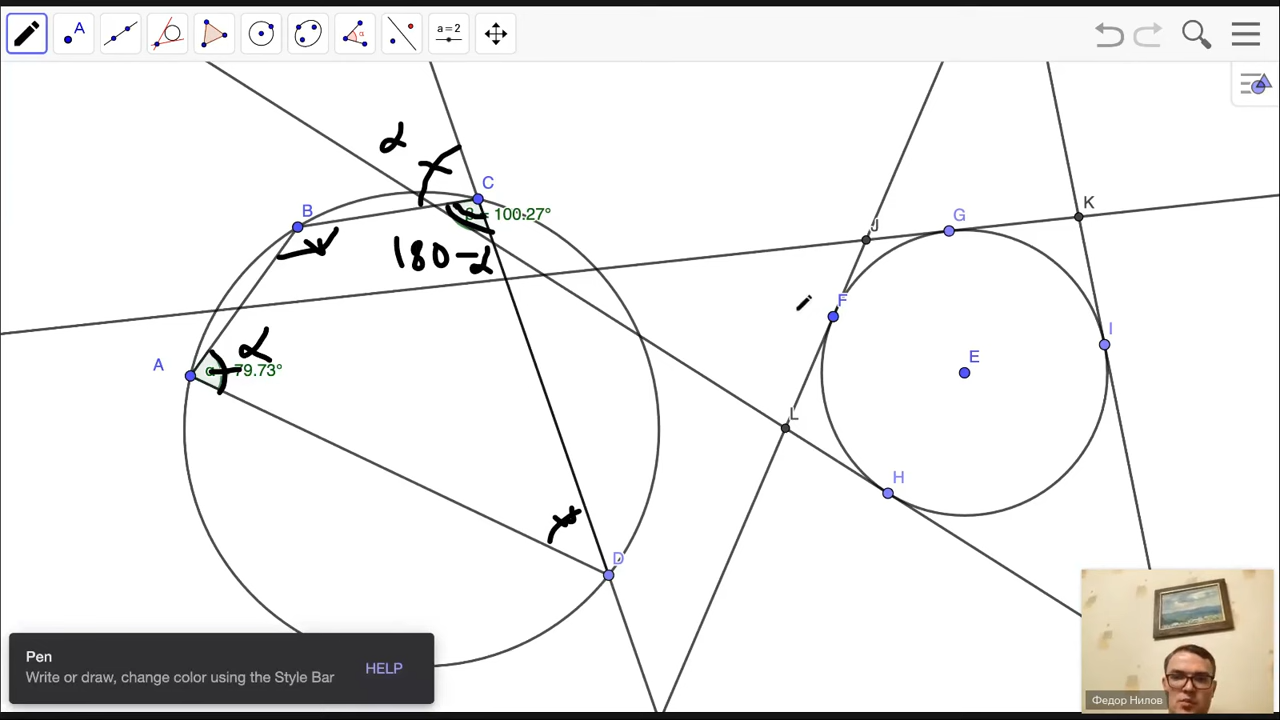 A
a=2
α
C
β = 100.27°
B
180-α
α
A
α
79.73°
D
J
G
K
F
I
E
L
H
Pen
Write or draw, change color using the Style Bar
HELP
Федор Нилов